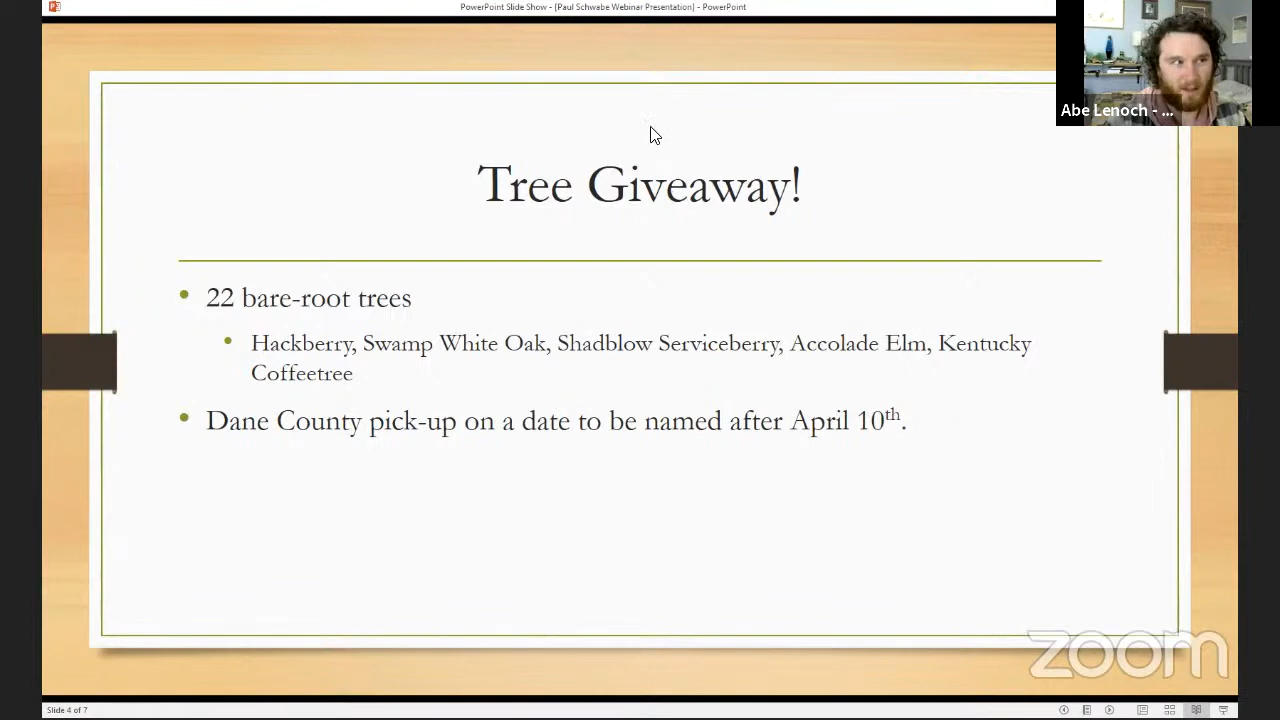 PowerPoint Slide Show - [Paul Schwabe Webinar Presentation] - PowerPoint
Abe Lenoch - ...
Tree Giveaway!
• 22 bare-root trees
• Hackberry, Swamp White Oak, Shadblow Serviceberry, Accolade Elm, Kentucky
Coffeetree
• Dane County pick-up on a date to be named after April 10th.
zoom
Slide 4 of 7